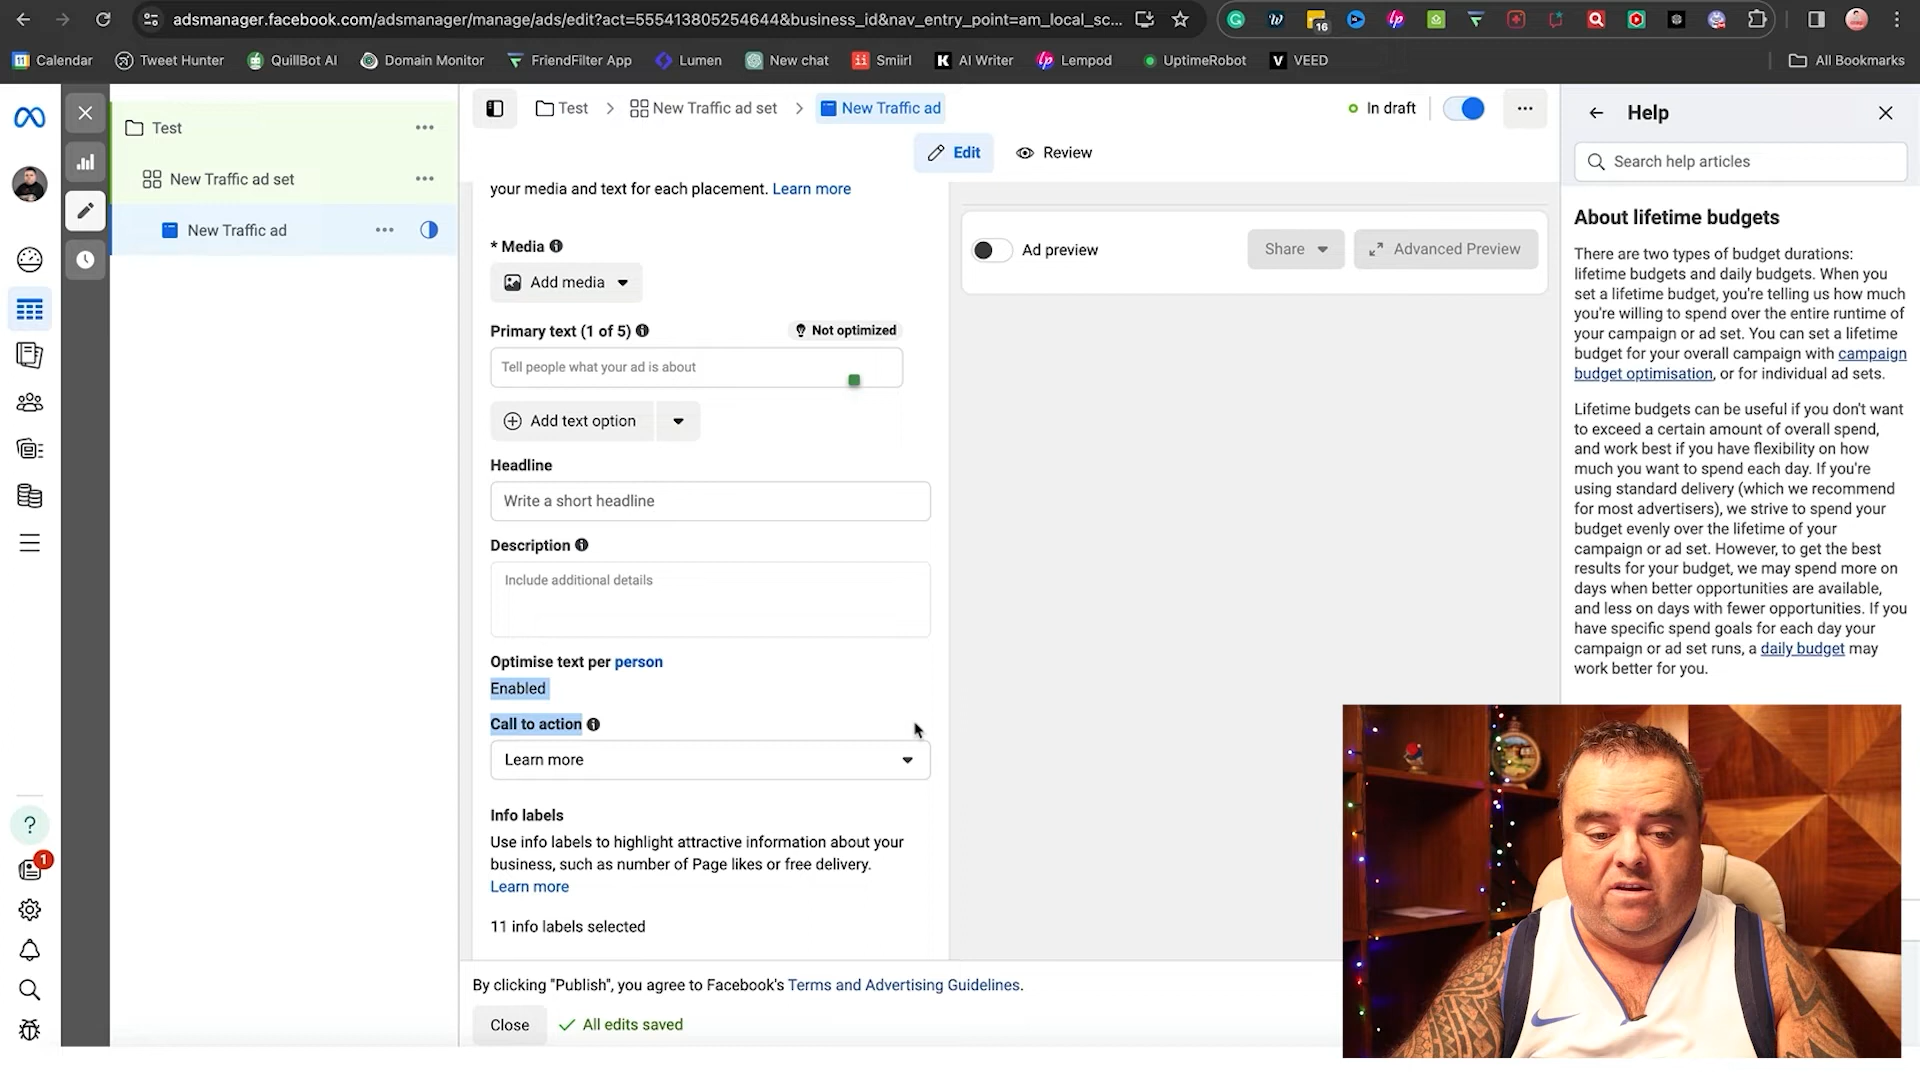 adsmanager.facebook.com/adsmanager/manage/ads/edit?act=555413805254644&business_id&nav_entry_point=am_local_sc...
16
Calendar
Tweet Hunter
QuillBot AI
Domain Monitor
FriendFilter App
Lumen
New chat
Smiirl
AI Writer
Lempod
UptimeRobot
VEED
All Bookmarks
Test
New Traffic ad set
New Traffic ad
Test > New Traffic ad set > New Traffic ad
In draft
Edit
Review
your media and text for each placement. Learn more
* Media
Add media
Primary text (1 of 5)
Not optimized
Tell people what your ad is about
Add text option
Headline
Write a short headline
Description
Include additional details
Optimise text per person
Enabled
Call to action
Learn more
Info labels
Use info labels to highlight attractive information about your
business, such as number of Page likes or free delivery.
Learn more
11 info labels selected
By clicking "Publish", you agree to Facebook's Terms and Advertising Guidelines.
Close
All edits saved
Ad preview
Share
Advanced Preview
Help
Search help articles
About lifetime budgets
There are two types of budget durations:
lifetime budgets and daily budgets. When you
set a lifetime budget, you're telling us how much
you're willing to spend over the entire runtime of
your campaign or ad set. You can set a lifetime
budget for your overall campaign with campaign
budget optimisation, or for individual ad sets.
Lifetime budgets can be useful if you don't want
to exceed a certain amount of overall spend,
and work best if you have flexibility on how
much you want to spend each day. If you're
using standard delivery (which we recommend
for most advertisers), we strive to spend your
budget evenly over the lifetime of your
campaign or ad set. However, to get the best
results for your budget, we may spend more on
days when better opportunities are available,
and less on days with fewer opportunities. If you
have specific spend goals for each day your
campaign or ad set runs, a daily budget may
work better for you.
1